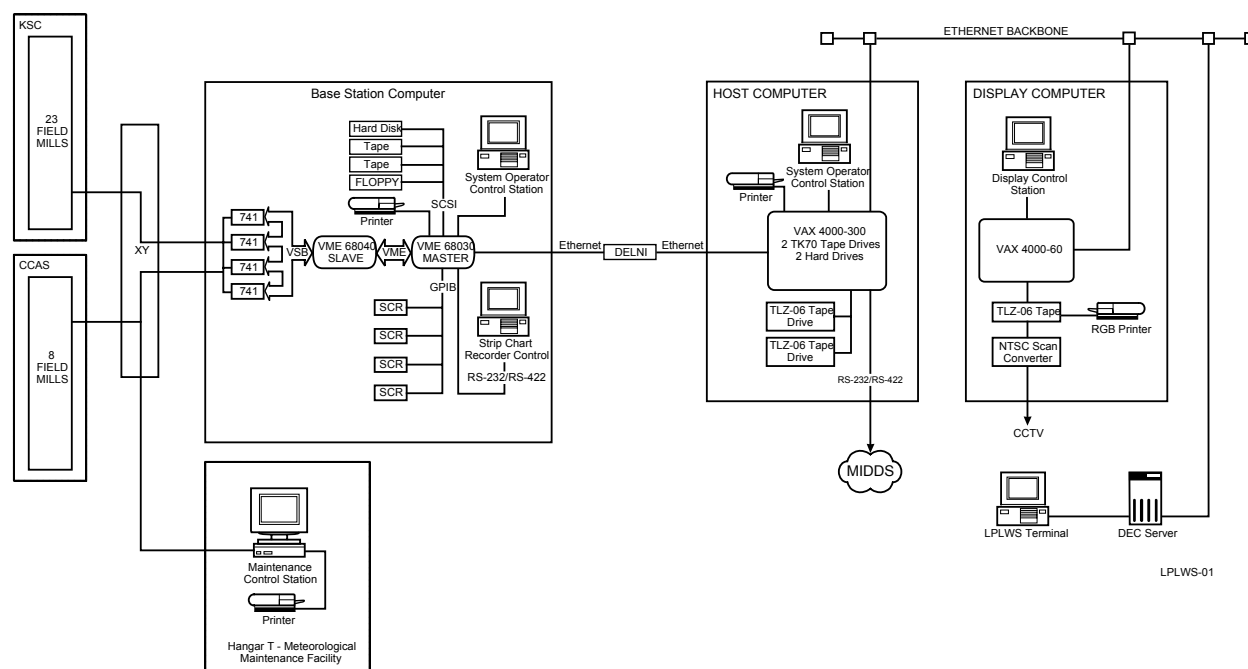 KSC
23
FIELD
MILLS
CCAS
8
FIELD
MILLS
XY
Base Station Computer
Hard Disk
Tape
Tape
FLOPPY
SCSI
Printer
System Operator
Control Station
741
741
741
741
VSB
VME 68040
SLAVE
VME
VME 68030
MASTER
GPIB
SCR
SCR
SCR
SCR
Strip Chart
Recorder Control
RS-232/RS-422
Ethernet
DELNI
Ethernet
Maintenance
Control Station
Printer
Hangar T - Meteorological
Maintenance Facility
ETHERNET BACKBONE
HOST COMPUTER
System Operator
Control Station
Printer
VAX 4000-300
2 TK70 Tape Drives
2 Hard Drives
TLZ-06 Tape
Drive
TLZ-06 Tape
Drive
RS-232/RS-422
MIDDS
DISPLAY COMPUTER
Display Control
Station
VAX 4000-60
TLZ-06 Tape
RGB Printer
NTSC Scan
Converter
CCTV
LPLWS Terminal
DEC Server
LPLWS-01